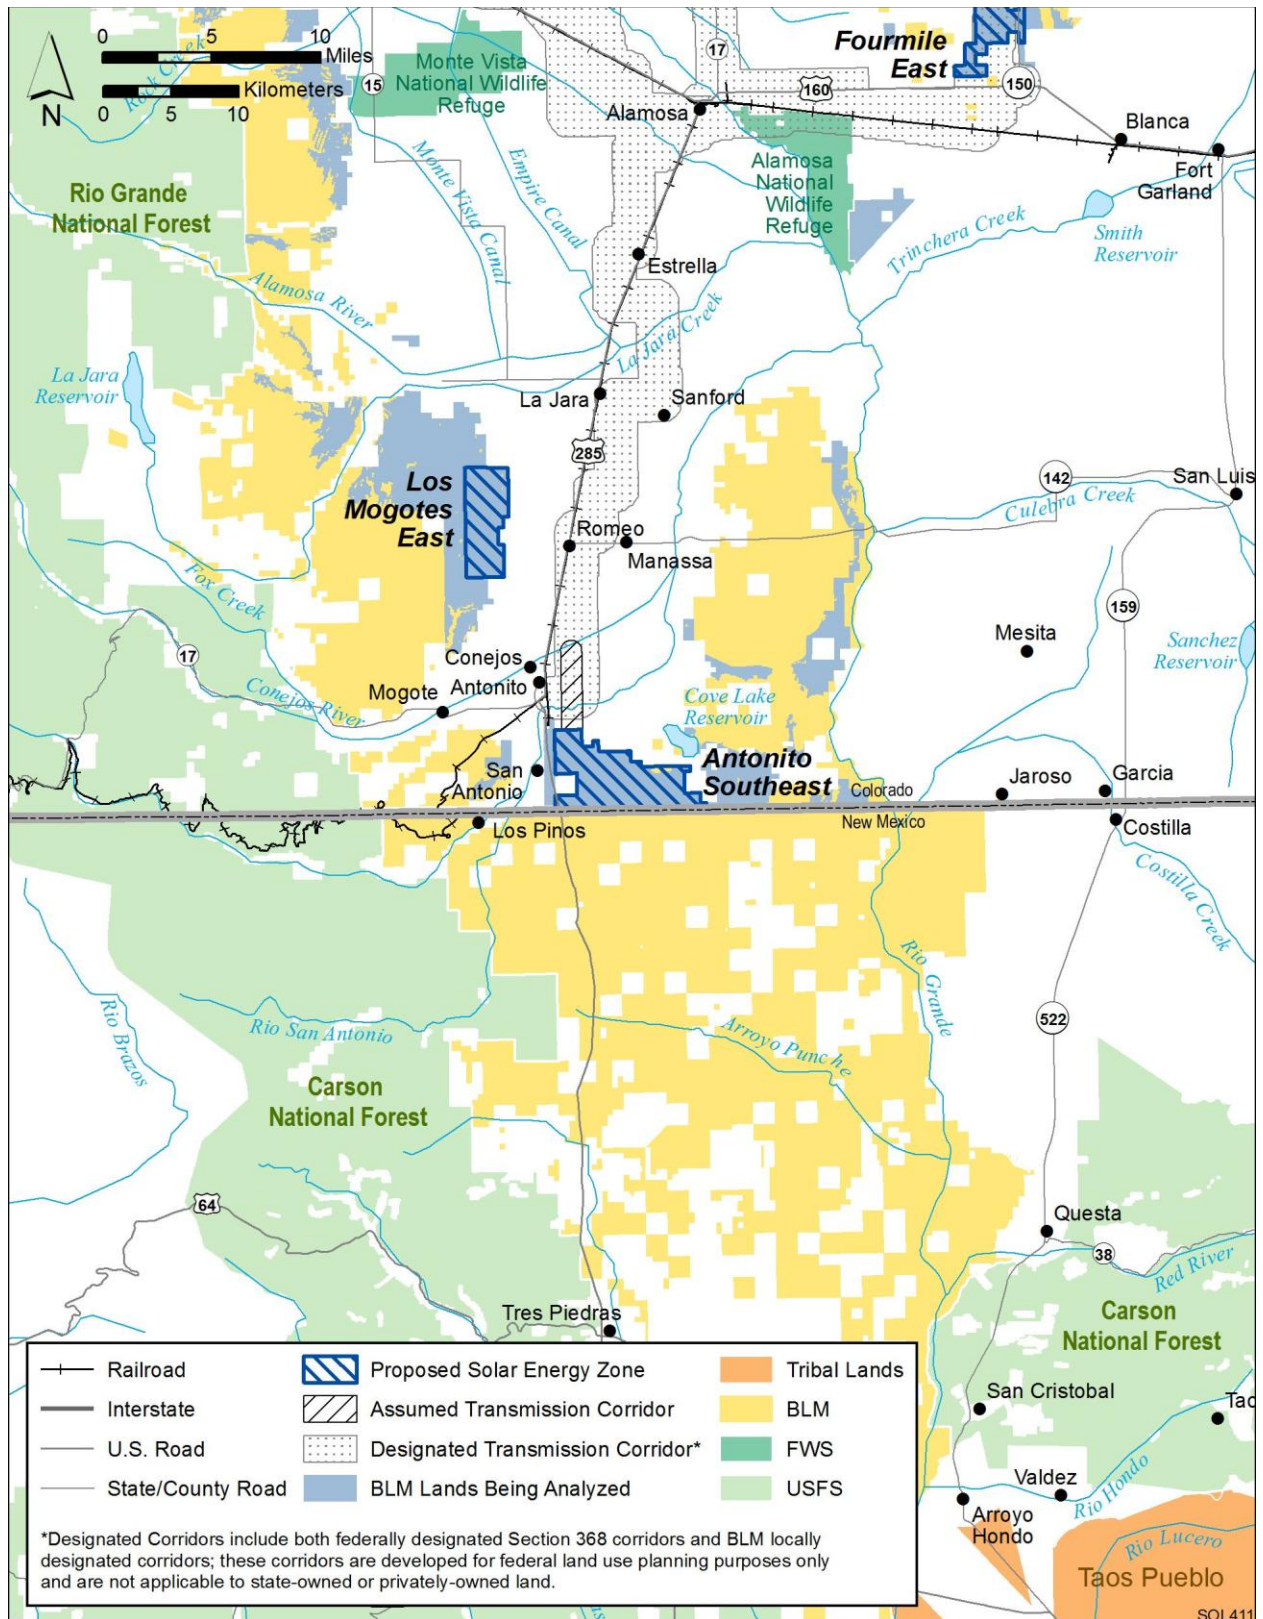 0 5 10
Miles
Kilometers
0 5 10
N
Rock Creek
15
Monte Vista
National Wildlife
Refuge
17
Fourmile
East
160
150
Alamosa
Blanca
Fort
Garland
Rio Grande
National Forest
Monte Vista Canal
Empire Canal
Alamosa
National
Wildlife
Refuge
Trinchera Creek
Smith
Reservoir
Estrella
Alamosa River
La Jara Creek
La Jara
Reservoir
La Jara
Sanford
285
142
San Luis
Culebra Creek
Los
Mogotes
East
Romeo
Manassa
Fox Creek
159
Mesita
Sanchez
Reservoir
17
Conejos
Antonito
Mogote
Conejos River
Cove Lake
Reservoir
San
Antonio
Antonito
Southeast
Jaroso
Garcia
Colorado
New Mexico
Los Pinos
Costilla
Costilla Creek
Rio Grande
Rio Brazos
Rio San Antonio
Arroyo Punche
522
Carson
National Forest
64
Questa
38
Red River
Tres Piedras
Carson
National Forest
San Cristobal
Valdez
Rio Hondo
Arroyo
Hondo
Rio Lucero
Taos Pueblo
Railroad
Interstate
U.S. Road
State/County Road
Proposed Solar Energy Zone
Assumed Transmission Corridor
Designated Transmission Corridor*
BLM Lands Being Analyzed
Tribal Lands
BLM
FWS
USFS
*Designated Corridors include both federally designated Section 368 corridors and BLM locally
designated corridors; these corridors are developed for federal land use planning purposes only
and are not applicable to state-owned or privately-owned land.
SOL411